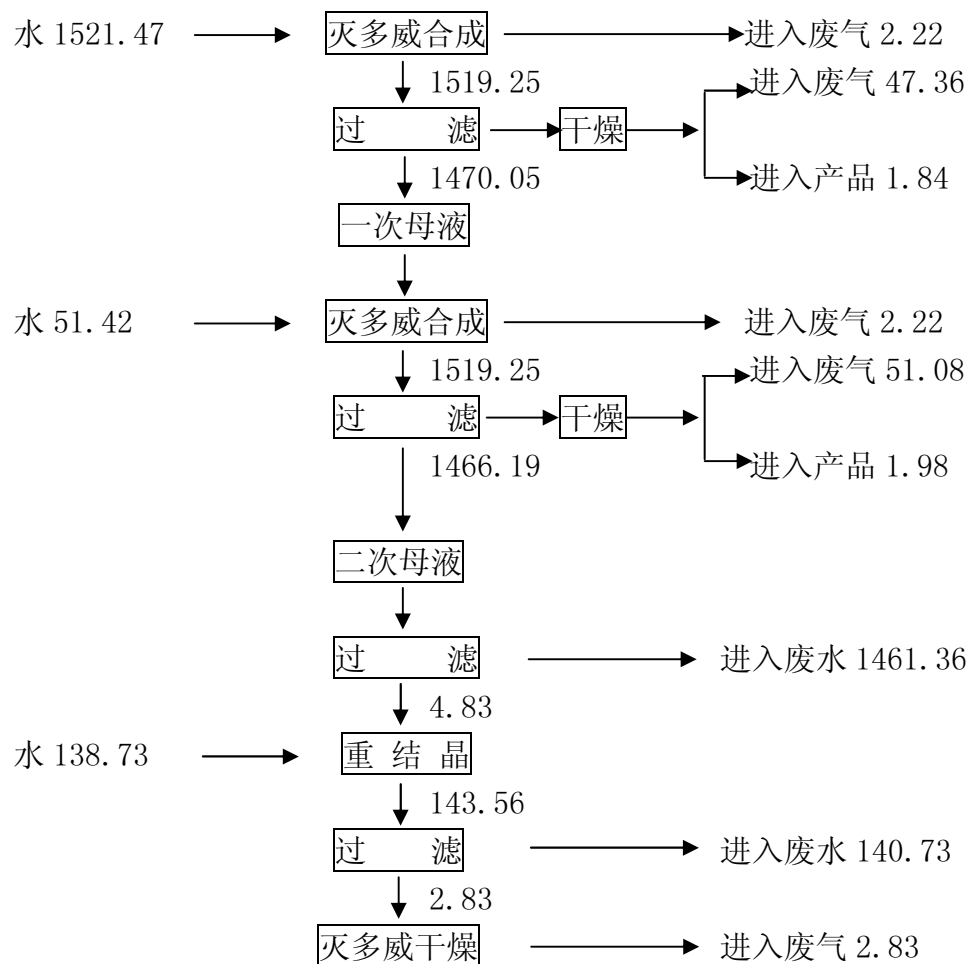 水 1521.47 灭多威合成 进入废气 2.22
1519.25 进入废气 47.36
过 滤 干燥
1470.05 进入产品 1.84
一次母液
水 51.42 灭多威合成 进入废气 2.22
1519.25 进入废气 51.08
过 滤 干燥
1466.19 进入产品 1.98
二次母液
过 滤 进入废水 1461.36
4.83
水 138.73 重 结 晶
143.56
过 滤 进入废水 140.73
2.83
灭多威干燥 进入废气 2.83